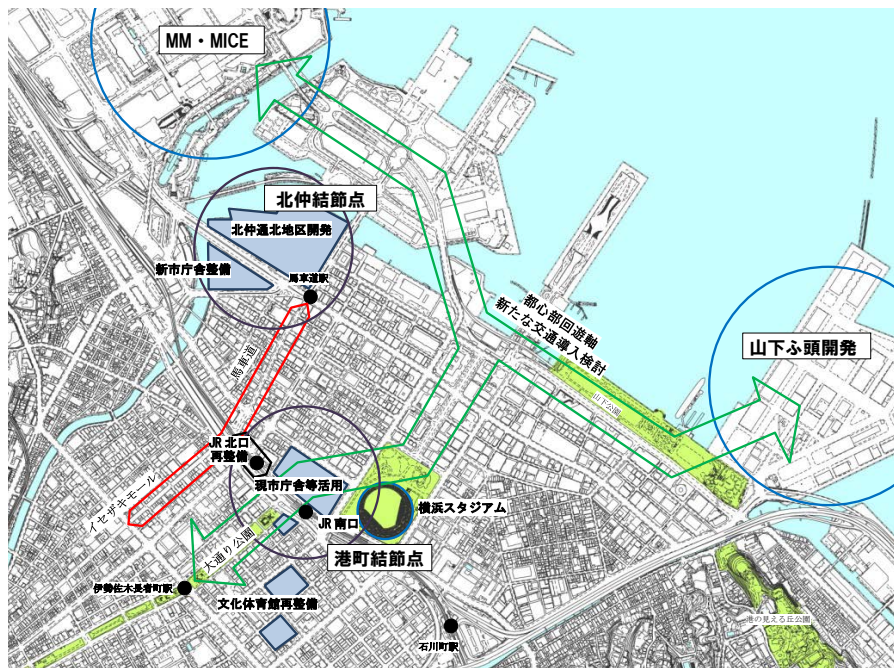 MM・MICE
北仲結節点
北仲通北地区開発
新市庁舎整備
馬車道駅
都心部回遊軸
新たな交通導入検討
山下ふ頭開発
馬車道
山下公園
JR北口
再整備
現市庁舎等活用
イセザキモール
横浜スタジアム
JR南口
大通り公園
港町結節点
伊勢佐木長者町駅
文化体育館再整備
石川町駅
港の見える丘公園